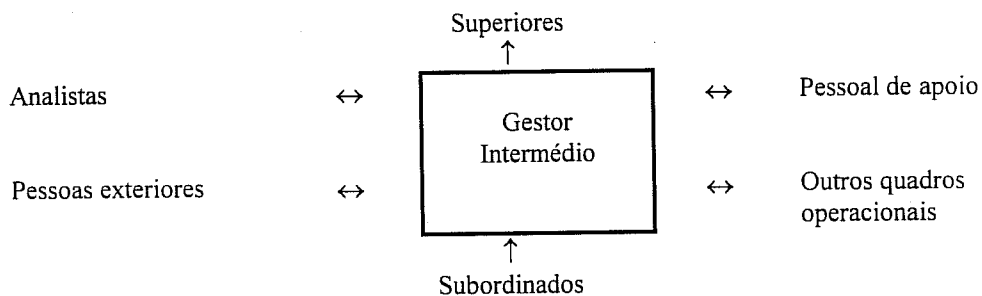 Superiores
↑
Analistas ↔ ↔ Pessoal de apoio
Gestor
Intermédio
Pessoas exteriores ↔ ↔ Outros quadros
operacionais
↑
Subordinados